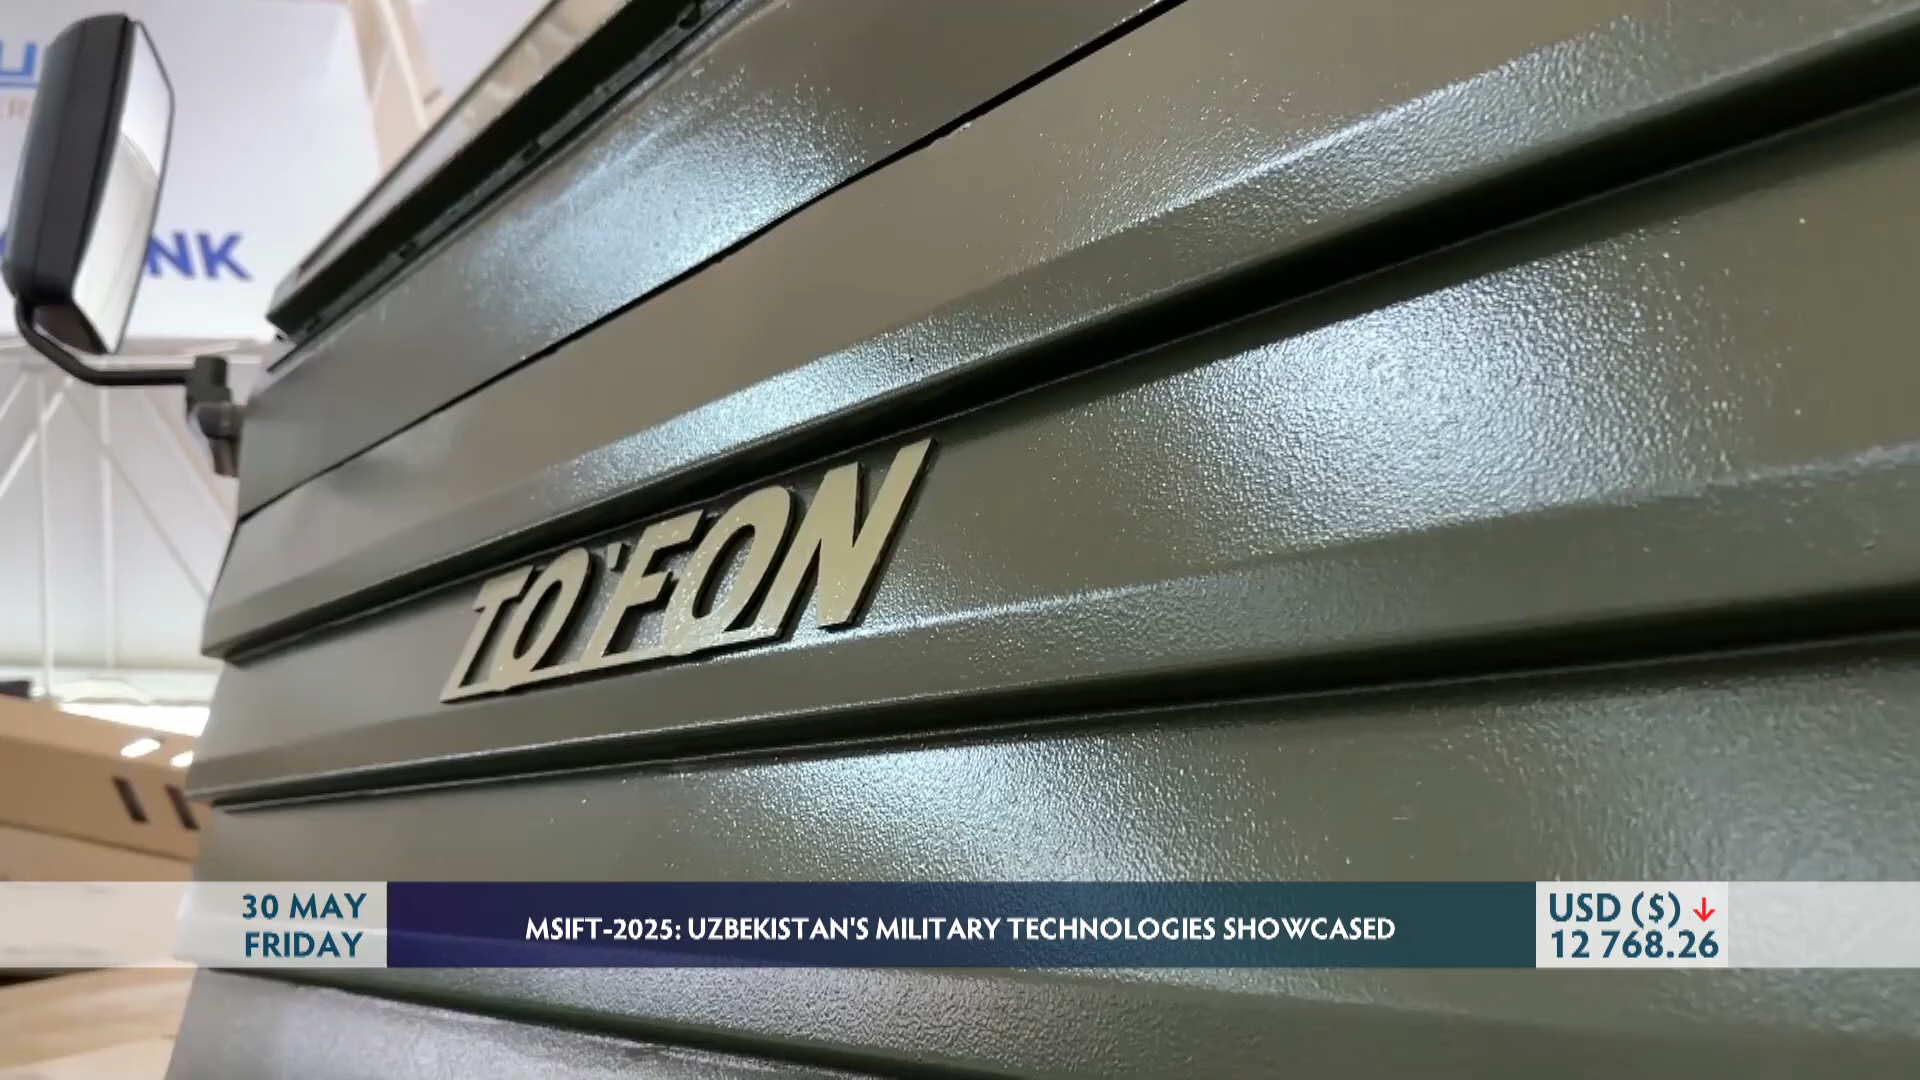 NK
TO'FON
30 MAY
FRIDAY
MSIFT-2025: UZBEKISTAN'S MILITARY TECHNOLOGIES SHOWCASED
USD ($) ↓
12 768.26